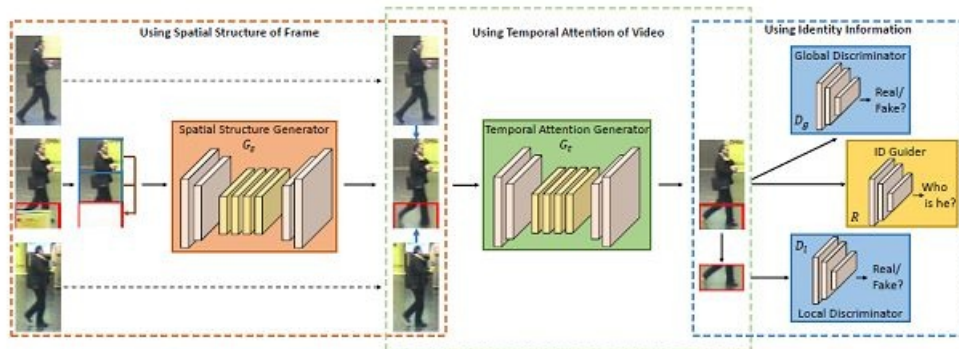 Using Spatial Structure of Frame
Using Temporal Attention of Video
Using Identity Information
Global Discriminator
Real/
Fake?
D_g
Spatial Structure Generator
G_s
Temporal Attention Generator
G_t
ID Guider
Who
is he?
R
D_l
Real/
Fake?
Local Discriminator